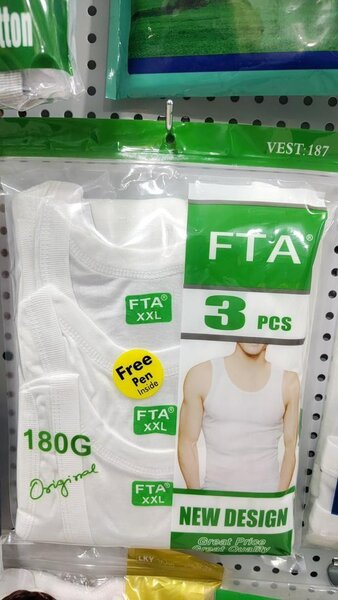 tton
VEST:187
FTA®
3 PCS
FTA®
XXL
Free
Pen
Inside
FTA®
XXL
180G
Original
FTA®
XXL
NEW DESIGN
Great Price
Great Quality
LKY